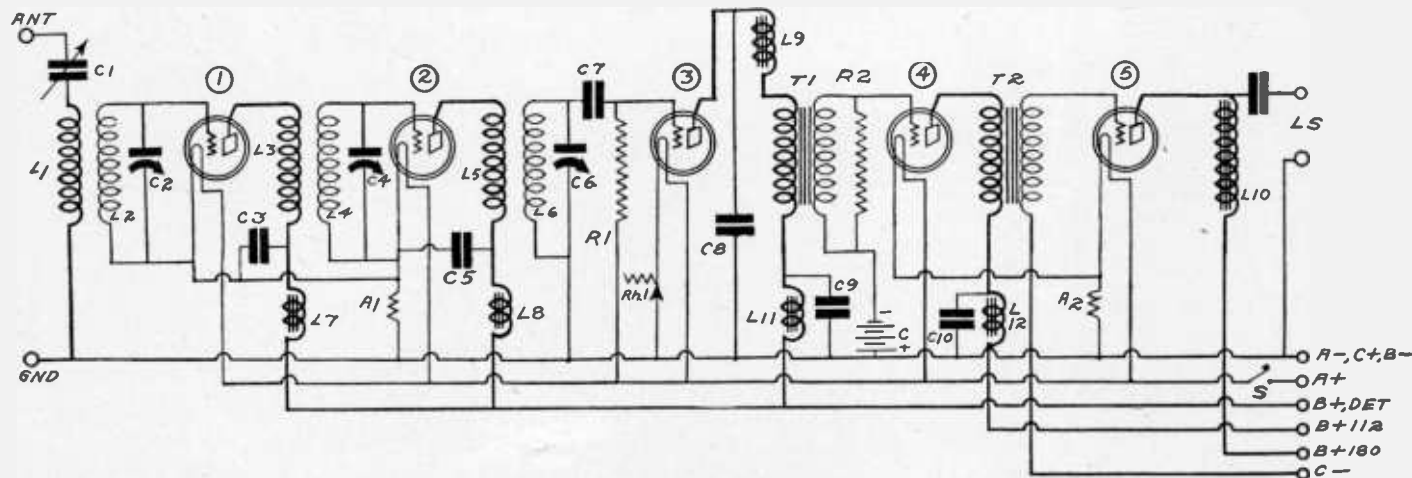 ANT
C1
L1
L2
C2
1
L3
C3
L7
L4
C4
2
A1
L5
C5
L8
L6
C6
C7
R1
Rh1
3
C8
L9
T1
R2
L11
C9
C
-
+
4
T2
C10
L
12
5
A2
L10
LS
GND
A-, C+, B-
S
A+
B+, DET
B+112
B+180
C-